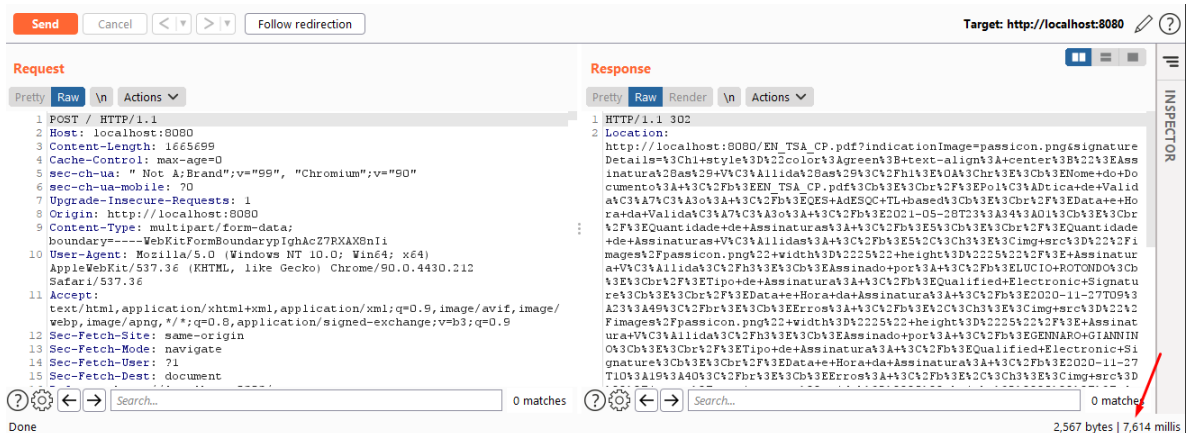 Send Cancel < > Follow redirection Target: http://localhost:8080 ?
Request
Pretty Raw \n Actions
1 POST / HTTP/1.1
2 Host: localhost:8080
3 Content-Length: 1665699
4 Cache-Control: max-age=0
5 sec-ch-ua: " Not A;Brand";v="99", "Chromium";v="90"
6 sec-ch-ua-mobile: ?0
7 Upgrade-Insecure-Requests: 1
8 Origin: http://localhost:8080
9 Content-Type: multipart/form-data;
boundary=----WebKitFormBoundarypIghAcZ7RXAX8nIi
10 User-Agent: Mozilla/5.0 (Windows NT 10.0; Win64; x64)
AppleWebKit/537.36 (KHTML, like Gecko) Chrome/90.0.4430.212
Safari/537.36
11 Accept:
text/html,application/xhtml+xml,application/xml;q=0.9,image/avif,image/
webp,image/apng,*/*;q=0.8,application/signed-exchange;v=b3;q=0.9
12 Sec-Fetch-Site: same-origin
13 Sec-Fetch-Mode: navigate
14 Sec-Fetch-User: ?1
15 Sec-Fetch-Dest: document
? Search... 0 matches
Response
Pretty Raw Render \n Actions
1 HTTP/1.1 302
2 Location:
http://localhost:8080/EN_TSA_CP.pdf?indicationImage=passicon.png&signature
Details=%3Ch1+style%3D%22color%3Agreen%3B+text-align%3A+center%3B%22%3EAss
inatura%28as%29+V%C3%A1lida%28as%29%3C%2Fh1%3E%0A%3Chr%3E%3Cb%3ENome+do+Do
cumento%3A+%3C%2Fb%3EEN_TSA_CP.pdf%3Cb%3E%3Cbr%2F%3EPol%C3%ADtica+de+Valid
a%C3%A7%C3%A3o%3A+%3C%2Fb%3EQES+AdESQC+TL+based%3Cb%3E%3Cbr%2F%3EData+e+Ho
ra+da+Valida%C3%A7%C3%A3o%3A+%3C%2Fb%3E2021-05-28T23%3A34%3A01%3Cb%3E%3Cbr
%2F%3EQuantidade+de+Assinaturas%3A+%3C%2Fb%3E5%3Cb%3E%3Cbr%2F%3EQuantidade
+de+Assinaturas+V%C3%A1lidas%3A+%3C%2Fb%3E5%2C%3Ch3%3E%3Cimg+src%3D%22%2Fi
mages%2Fpassicon.png%22+width%3D%2225%22+height%3D%2225%22%2F%3E+Assinatur
a+V%C3%A1lida%3C%2Fh3%3E%3Cb%3EAssinado+por%3A+%3C%2Fb%3ELUCIO+ROTONDO%3Cb
%3E%3Cbr%2F%3ETipo+de+Assinatura%3A+%3C%2Fb%3EQualified+Electronic+Signatu
re%3Cb%3E%3Cbr%2F%3EData+e+Hora+da+Assinatura%3A+%3C%2Fb%3E2020-11-27T09%3
A23%3A49%3C%2Fbr%3E%3Cb%3EErros%3A+%3C%2Fb%3E%2C%3Ch3%3E%3Cimg+src%3D%22%2
Fimages%2Fpassicon.png%22+width%3D%2225%22+height%3D%2225%22%2F%3E+Assinat
ura+V%C3%A1lida%3C%2Fh3%3E%3Cb%3EAssinado+por%3A+%3C%2Fb%3EGENNARO+GIANNIN
O%3Cb%3E%3Cbr%2F%3ETipo+de+Assinatura%3A+%3C%2Fb%3EQualified+Electronic+Si
gnature%3Cb%3E%3Cbr%2F%3EData+e+Hora+da+Assinatura%3A+%3C%2Fb%3E2020-11-27
T10%3A19%3A40%3C%2Fbr%3E%3Cb%3EErros%3A+%3C%2Fb%3E%2C%3Ch3%3E%3Cimg+src%3D
? Search... 0 matches
INSPECTOR
Done 2,567 bytes | 7,614 millis